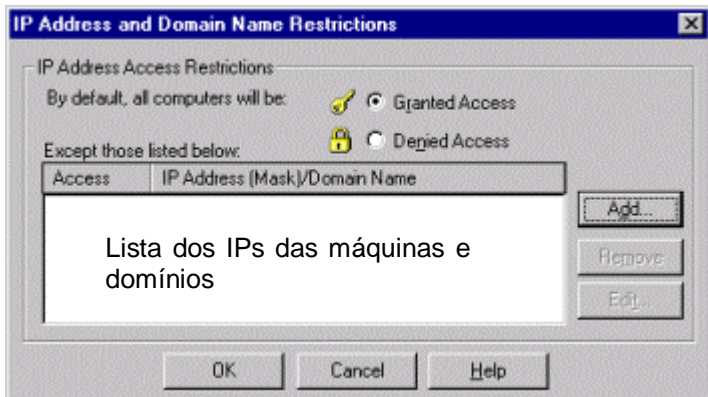 IP Address and Domain Name Restrictions
IP Address Access Restrictions
By default, all computers will be:
Granted Access
Denied Access
Except those listed below:
Access IP Address (Mask)/Domain Name
Lista dos IPs das máquinas e
domínios
Add...
Remove
Edit...
OK Cancel Help